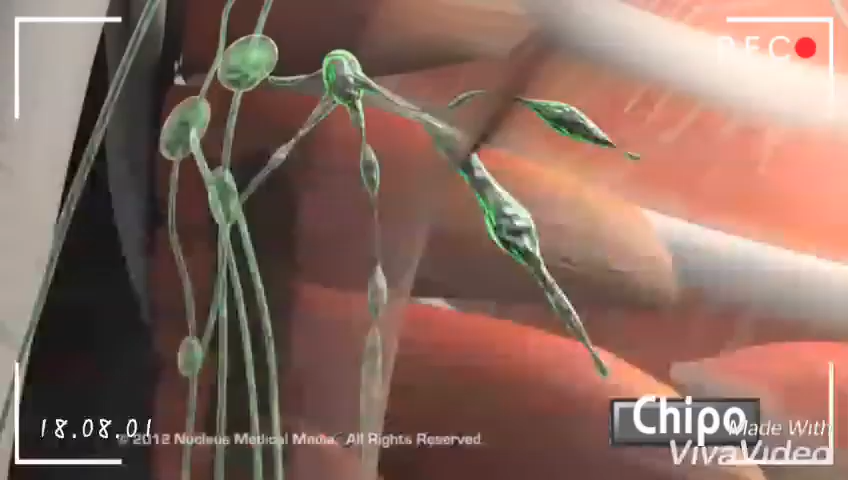 REC
18.08.01
© 2012 Nucleus Medical Media, All Rights Reserved.
Chipo
Made With
VivaVideo